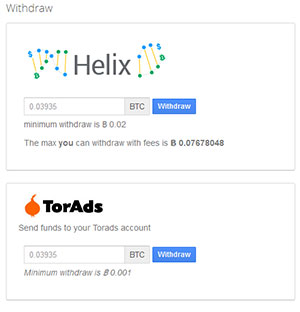 Withdraw
Helix
0.03935 BTC Withdraw
minimum withdraw is Ƀ 0.02
The max you can withdraw with fees is Ƀ 0.07678048
TorAds
Send funds to your Torads account
0.03935 BTC Withdraw
Minimum withdraw is Ƀ 0.001